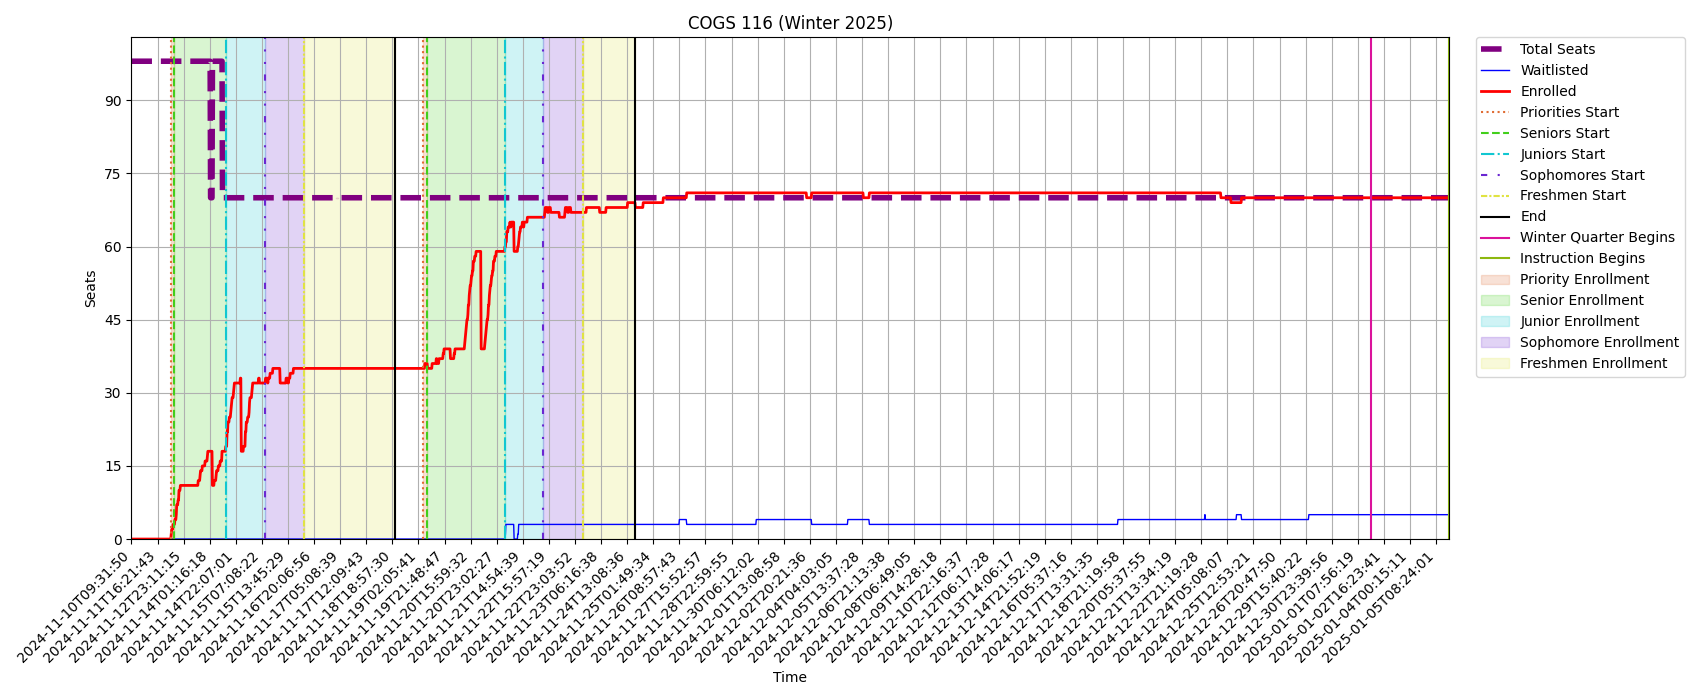 COGS 116 (Winter 2025)
Seats
90
75
60
45
30
15
0
2024-11-10T09:31:50
2024-11-11T16:21:43
2024-11-12T23:11:15
2024-11-14T01:16:18
2024-11-14T22:07:01
2024-11-15T07:08:22
2024-11-15T13:45:29
2024-11-16T20:06:56
2024-11-17T05:08:39
2024-11-17T12:09:43
2024-11-18T18:57:30
2024-11-19T02:05:41
2024-11-19T21:48:47
2024-11-20T15:59:32
2024-11-20T23:02:27
2024-11-21T14:54:39
2024-11-22T15:57:19
2024-11-22T23:03:52
2024-11-23T16:16:38
2024-11-24T13:08:36
2024-11-25T01:49:34
2024-11-26T08:57:43
2024-11-27T15:52:57
2024-11-28T22:59:55
2024-11-30T06:12:02
2024-12-01T13:08:58
2024-12-02T20:21:36
2024-12-04T04:03:05
2024-12-05T13:37:28
2024-12-06T21:13:38
2024-12-08T06:49:05
2024-12-09T14:28:18
2024-12-10T22:16:37
2024-12-12T06:17:28
2024-12-13T14:06:17
2024-12-14T21:52:19
2024-12-16T05:37:16
2024-12-17T13:31:35
2024-12-18T21:19:58
2024-12-20T05:37:55
2024-12-21T13:34:19
2024-12-22T21:19:28
2024-12-24T05:08:07
2024-12-25T12:53:21
2024-12-26T20:47:50
2024-12-29T15:40:22
2024-12-30T23:39:56
2025-01-01T07:56:19
2025-01-02T16:23:41
2025-01-04T00:15:11
2025-01-05T08:24:01
Time
Total Seats
Waitlisted
Enrolled
Priorities Start
Seniors Start
Juniors Start
Sophomores Start
Freshmen Start
End
Winter Quarter Begins
Instruction Begins
Priority Enrollment
Senior Enrollment
Junior Enrollment
Sophomore Enrollment
Freshmen Enrollment